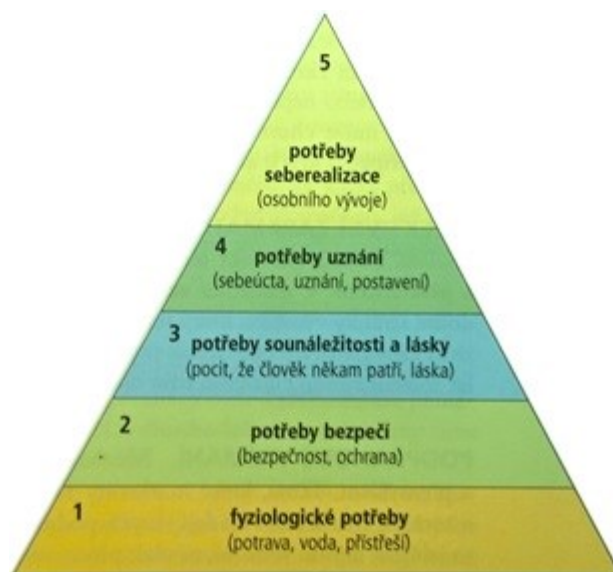 5
potřeby
seberealizace
(osobního vývoje)
4
potřeby uznání
(sebeúcta, uznání, postavení)
3
potřeby sounáležitosti a lásky
(pocit, že člověk někam patří, láska)
2
potřeby bezpečí
(bezpečnost, ochrana)
1
fyziologické potřeby
(potrava, voda, přístřeší)